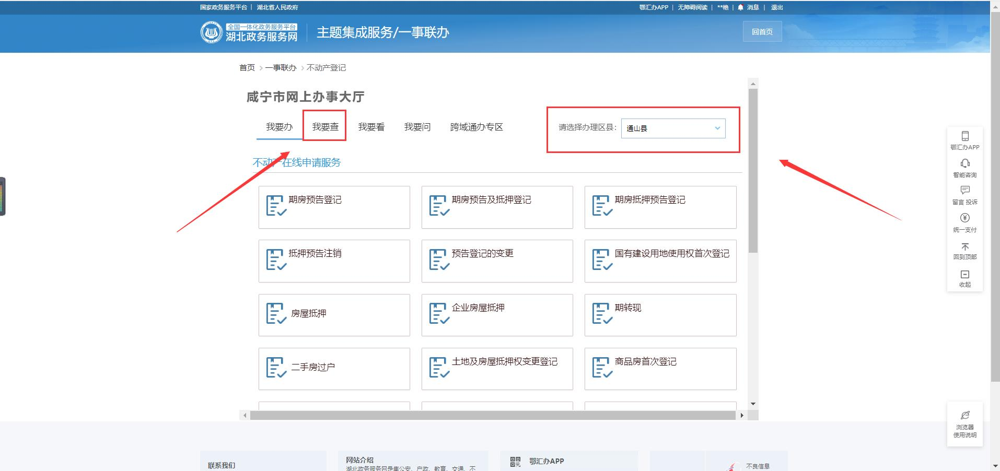 国家政务服务平台 | 湖北省人民政府
鄂汇办APP | 无障碍阅读 | **艳 | 消息 | 退出
全国一体化政务服务平台
湖北政务服务网
主题集成服务/一事联办
回首页
首页 > 一事联办 > 不动产登记
咸宁市网上办事大厅
我要办 我要查 我要看 我要问 跨域通办专区
请选择办理区县: 通山县
不动产在线申请服务
期房预告登记 期房预告及抵押登记 期房抵押预告登记
抵押预告注销 预告登记的变更 国有建设用地使用权首次登记
房屋抵押 企业房屋抵押 期转现
二手房过户 土地及房屋抵押权变更登记 商品房首次登记
鄂汇办APP
智能咨询
留言 投诉
统一支付
回到顶部
收起
浏览器
使用说明
联系我们
网站介绍
湖北政务服务网是集公安、户政、教育、交通、不
鄂汇办APP
不良信息